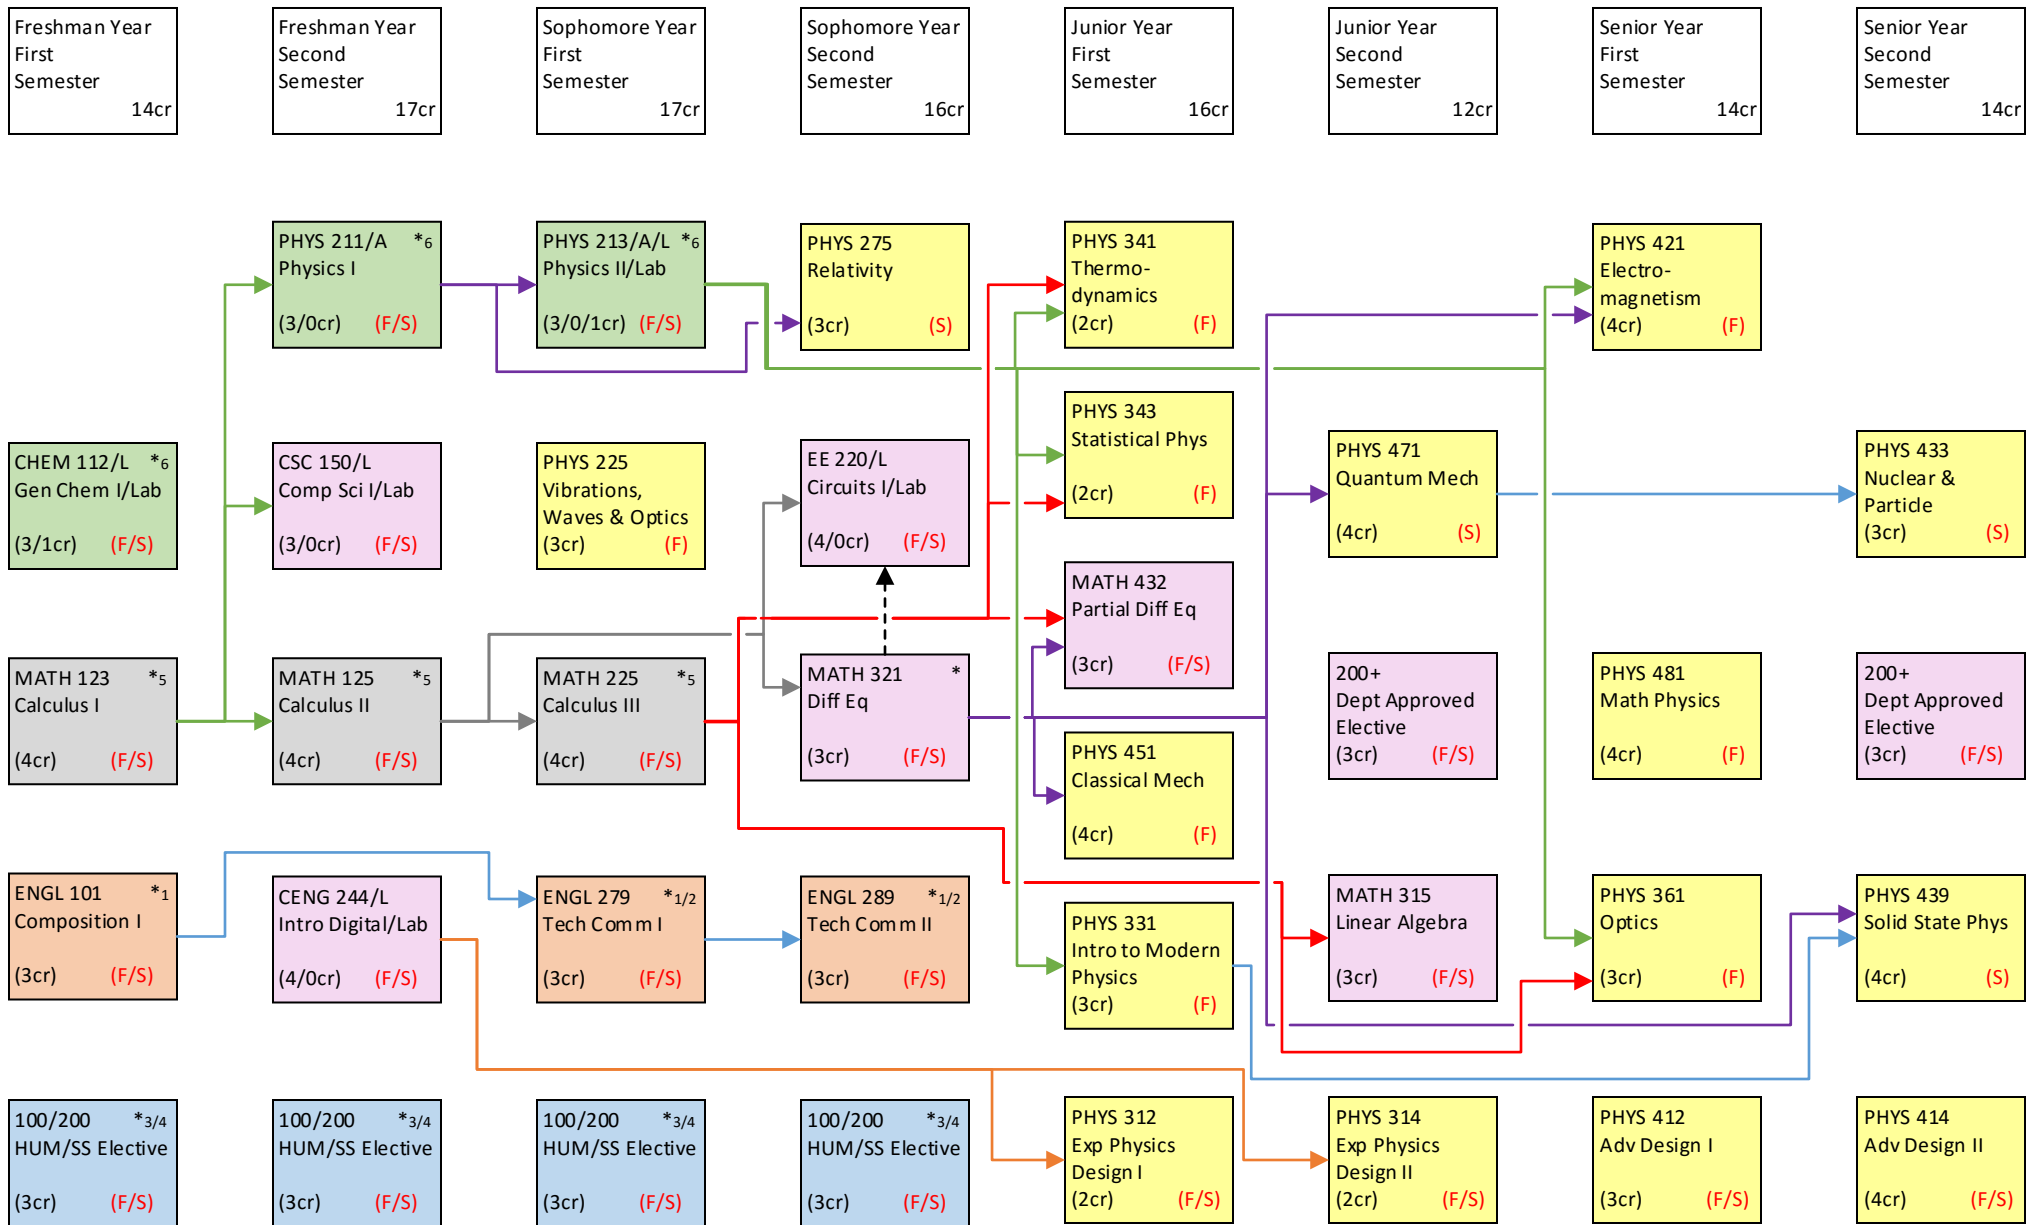 Freshman Year
First
Semester
14cr
Freshman Year
Second
Semester
17cr
Sophomore Year
First
Semester
17cr
Sophomore Year
Second
Semester
16cr
Junior Year
First
Semester
16cr
Junior Year
Second
Semester
12cr
Senior Year
First
Semester
14cr
Senior Year
Second
Semester
14cr
PHYS 211/A *6
Physics I
(3/0cr) (F/S)
PHYS 213/A/L *6
Physics II/Lab
(3/0/1cr) (F/S)
PHYS 275
Relativity
(3cr) (S)
PHYS 341
Thermo-
dynamics
(2cr) (F)
PHYS 421
Electro-
magnetism
(4cr) (F)
PHYS 343
Statistical Phys
(2cr) (F)
CHEM 112/L *6
Gen Chem I/Lab
(3/1cr) (F/S)
CSC 150/L
Comp Sci I/Lab
(3/0cr) (F/S)
PHYS 225
Vibrations,
Waves & Optics
(3cr) (F)
EE 220/L
Circuits I/Lab
(4/0cr) (F/S)
PHYS 471
Quantum Mech
(4cr) (S)
PHYS 433
Nuclear &
Particle
(3cr) (S)
MATH 432
Partial Diff Eq
(3cr) (F/S)
MATH 123 *5
Calculus I
(4cr) (F/S)
MATH 125 *5
Calculus II
(4cr) (F/S)
MATH 225 *5
Calculus III
(4cr) (F/S)
MATH 321 *
Diff Eq
(3cr) (F/S)
200+
Dept Approved
Elective
(3cr) (F/S)
PHYS 481
Math Physics
(4cr) (F)
200+
Dept Approved
Elective
(3cr) (F/S)
PHYS 451
Classical Mech
(4cr) (F)
ENGL 101 *1
Composition I
(3cr) (F/S)
CENG 244/L
Intro Digital/Lab
(4/0cr) (F/S)
ENGL 279 *1/2
Tech Comm I
(3cr) (F/S)
ENGL 289 *1/2
Tech Comm II
(3cr) (F/S)
PHYS 331
Intro to Modern
Physics
(3cr) (F)
MATH 315
Linear Algebra
(3cr) (F/S)
PHYS 361
Optics
(3cr) (F)
PHYS 439
Solid State Phys
(4cr) (S)
100/200 *3/4
HUM/SS Elective
(3cr) (F/S)
100/200 *3/4
HUM/SS Elective
(3cr) (F/S)
100/200 *3/4
HUM/SS Elective
(3cr) (F/S)
100/200 *3/4
HUM/SS Elective
(3cr) (F/S)
PHYS 312
Exp Physics
Design I
(2cr) (F/S)
PHYS 314
Exp Physics
Design II
(2cr) (F/S)
PHYS 412
Adv Design I
(3cr) (F/S)
PHYS 414
Adv Design II
(4cr) (F/S)